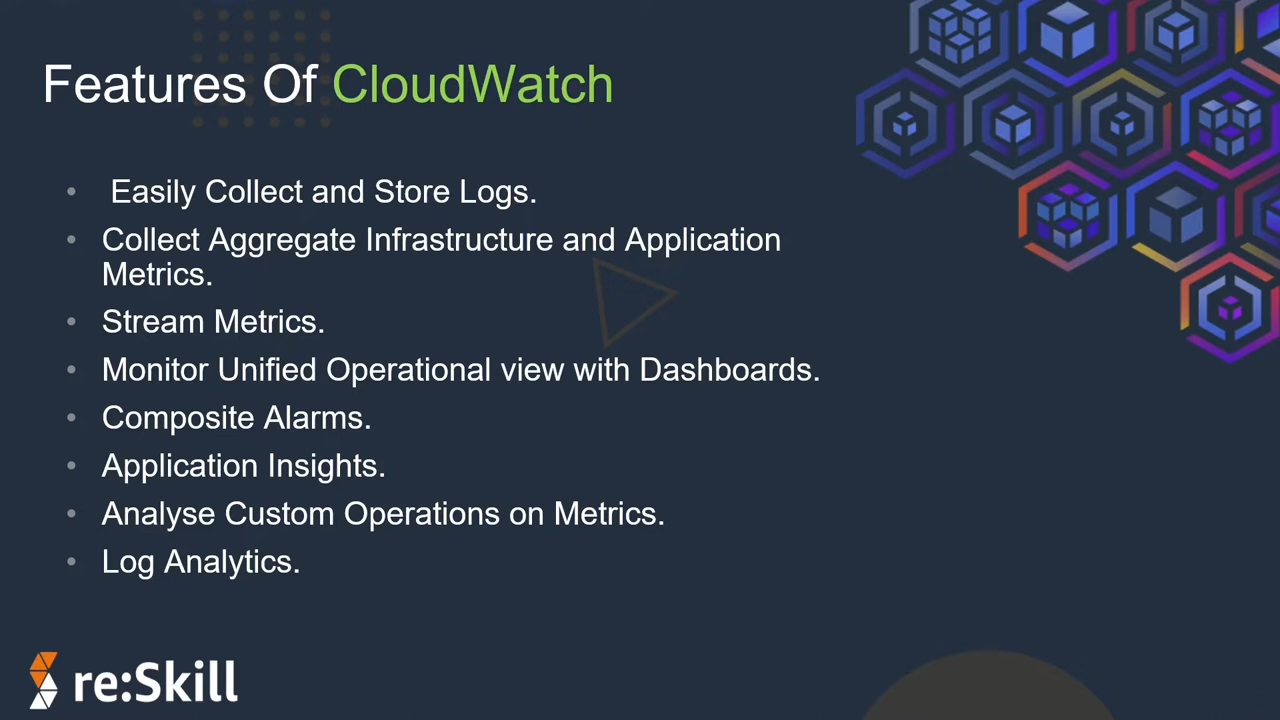 Features Of CloudWatch
• Easily Collect and Store Logs.
• Collect Aggregate Infrastructure and Application
Metrics.
• Stream Metrics.
• Monitor Unified Operational view with Dashboards.
• Composite Alarms.
• Application Insights.
• Analyse Custom Operations on Metrics.
• Log Analytics.
re:Skill